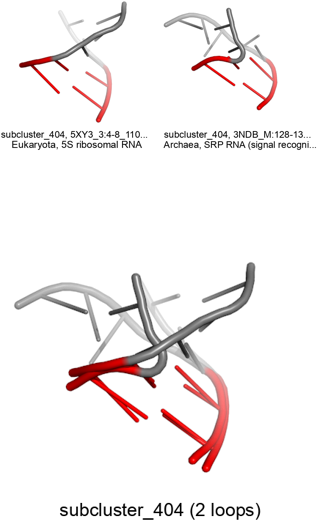 subcluster_404, 5XY3_3:4-8_110...
Eukaryota, 5S ribosomal RNA
subcluster_404, 3NDB_M:128-13...
Archaea, SRP RNA (signal recogni...
subcluster_404 (2 loops)